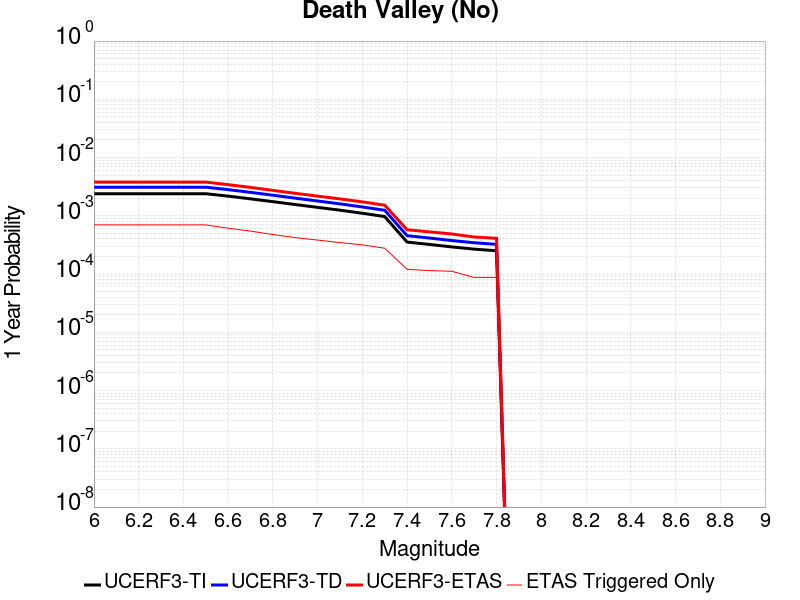 Death Valley (No)
10^0
10^-1
10^-2
10^-3
10^-4
10^-5
10^-6
10^-7
10^-8
1 Year Probability
6 6.2 6.4 6.6 6.8 7 7.2 7.4 7.6 7.8 8 8.2 8.4 8.6 8.8 9
Magnitude
UCERF3-TI UCERF3-TD UCERF3-ETAS ETAS Triggered Only